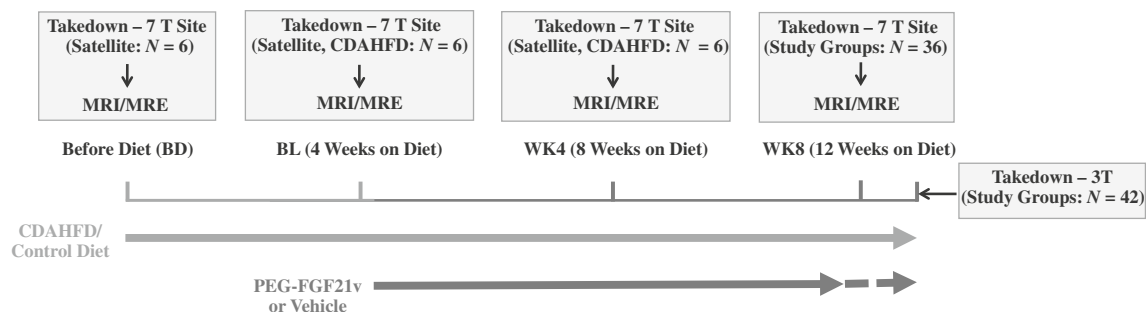 Takedown – 7 T Site
(Satellite: N = 6)
MRI/MRE
Takedown – 7 T Site
(Satellite, CDAHFD: N = 6)
MRI/MRE
Takedown – 7 T Site
(Satellite, CDAHFD: N = 6)
MRI/MRE
Takedown – 7 T Site
(Study Groups: N = 36)
MRI/MRE
Before Diet (BD)
BL (4 Weeks on Diet)
WK4 (8 Weeks on Diet)
WK8 (12 Weeks on Diet)
Takedown – 3T
(Study Groups: N = 42)
CDAHFD/
Control Diet
PEG-FGF21v
or Vehicle